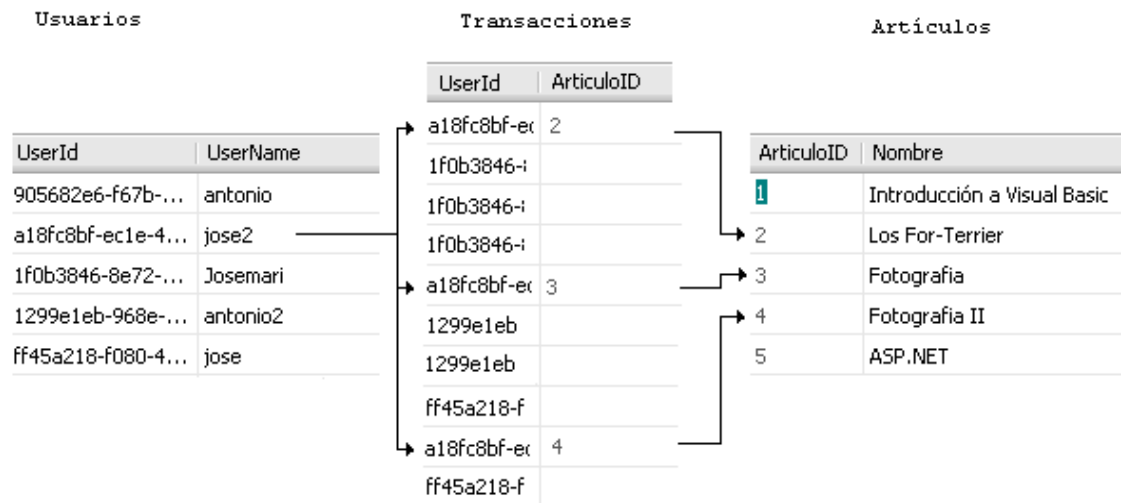 Usuarios
UserId UserName
905682e6-f67b-... antonio
a18fc8bf-ec1e-4... jose2
1f0b3846-8e72-... Josemari
1299e1eb-968e-... antonio2
ff45a218-f080-4... jose
Transacciones
UserId ArticuloID
a18fc8bf-ec 2
1f0b3846-8
1f0b3846-8
1f0b3846-8
a18fc8bf-ec 3
1299e1eb
1299e1eb
ff45a218-f
a18fc8bf-ec 4
ff45a218-f
Artículos
ArticuloID Nombre
1 Introducción a Visual Basic
2 Los For-Terrier
3 Fotografia
4 Fotografia II
5 ASP.NET